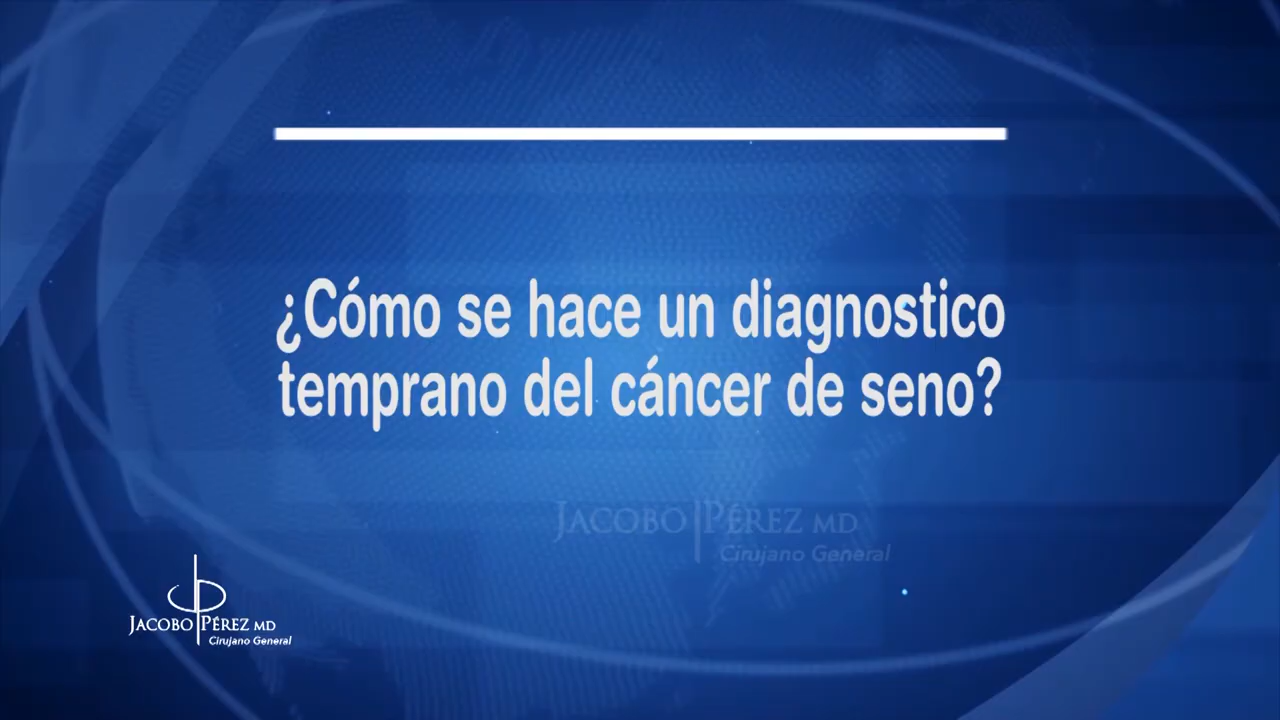 ¿Cómo se hace un diagnostico
temprano del cáncer de seno?
JACOBO PÉREZ MD
Cirujano General
JACOBO PÉREZ MD
Cirujano General